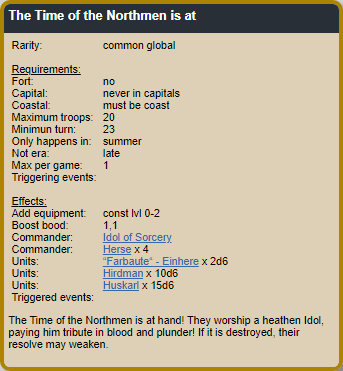 The Time of the Northmen is at
Rarity: common global
Requirements:
Fort: no
Capital: never in capitals
Coastal: must be coast
Maximum troops: 20
Minimun turn: 23
Only happens in: summer
Not era: late
Max per game: 1
Triggering events:
Effects:
Add equipment: const lvl 0-2
Boost bood: 1,1
Commander: Idol of Sorcery
Commander: Herse x 4
Units: "Farbaute" - Einhere x 2d6
Units: Hirdman x 10d6
Units: Huskarl x 15d6
Triggered events:
The Time of the Northmen is at hand! They worship a heathen Idol,
paying him tribute in blood and plunder! If it is destroyed, their
resolve may weaken.